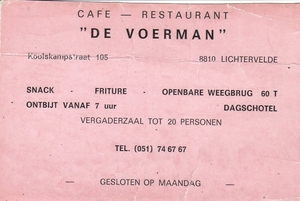 CAFE — RESTAURANT
"DE VOERMAN"
Koolskampstraat 105 8810 LICHTERVELDE
SNACK - FRITURE - OPENBARE WEEGBRUG 60 T
ONTBIJT VANAF 7 uur DAGSCHOTEL
VERGADERZAAL TOT 20 PERSONEN
TEL. (051) 74 67 67
— GESLOTEN OP MAANDAG —